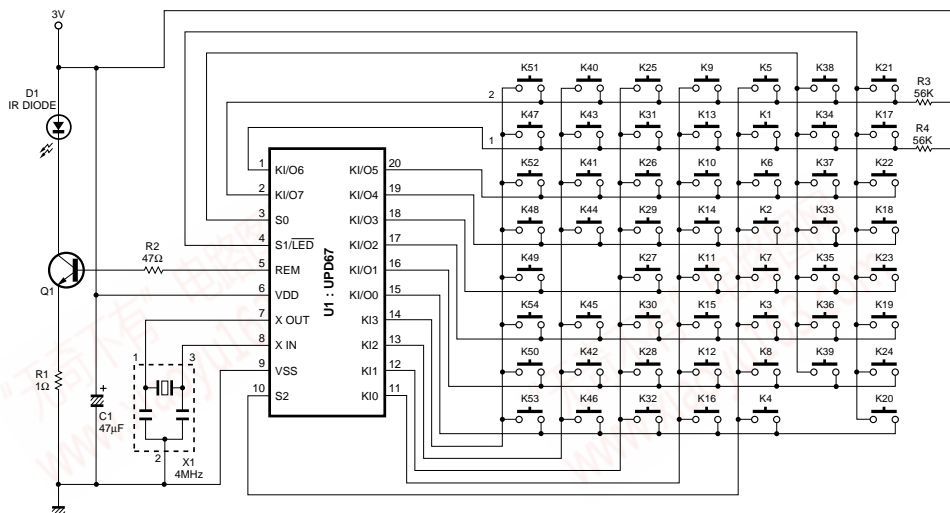 3V
D1
IR DIODE
R2
47Ω
Q1
R1
1Ω
C1
47µF
+
X1
4MHz
1
3
2
U1 : UPD67
1 KI/O6
2 KI/O7
3 S0
4 S1/LED
5 REM
6 VDD
7 X OUT
8 X IN
9 VSS
10 S2
KI/O5 20
KI/O4 19
KI/O3 18
KI/O2 17
KI/O1 16
KI/O0 15
KI3 14
KI2 13
KI1 12
KI0 11
2
1
K51 K40 K25 K9 K5 K38 K21
R3
56K
K47 K43 K31 K13 K1 K34 K17
R4
56K
K52 K41 K26 K10 K6 K37 K22
K48 K44 K29 K14 K2 K33 K18
K49 K27 K11 K7 K35 K23
K54 K45 K30 K15 K3 K36 K19
K50 K42 K28 K12 K8 K39 K24
K53 K46 K32 K16 K4 K20